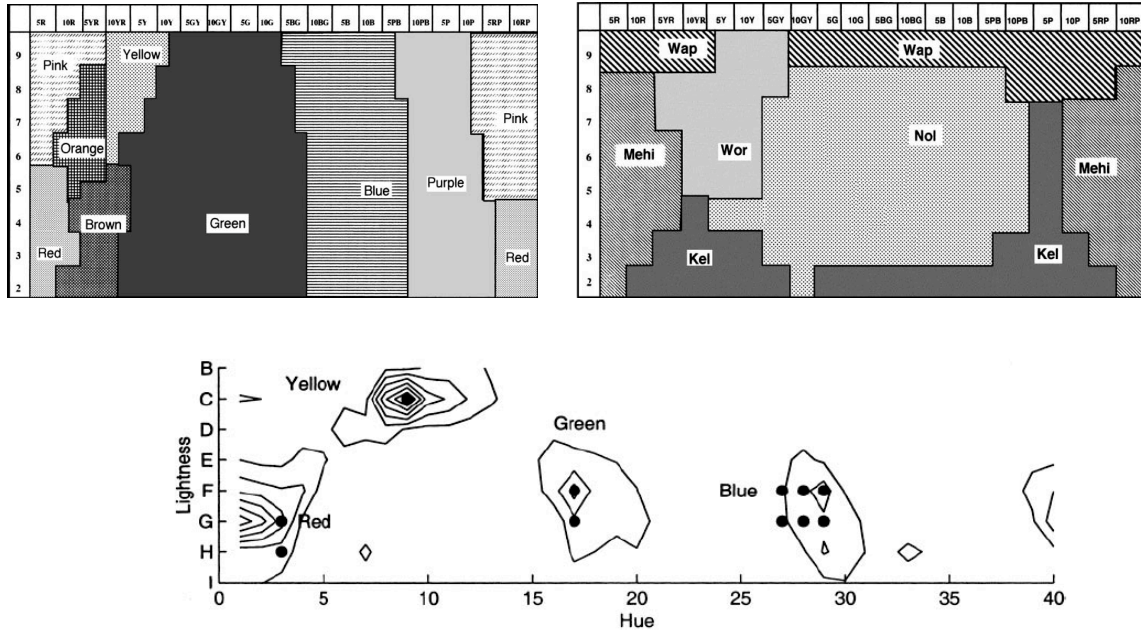 5R 10R 5YR 10YR 5Y 10Y 5GY 10GY 5G 10G 5BG 10BG 5B 10B 5PB 10PB 5P 10P 5RP 10RP
9
Yellow
Pink
8
7
Pink
Orange
6
5
Blue
Purple
4
Brown
Green
3
Red
Red
2
5R 10R 5YR 10YR 5Y 10Y 5GY 10GY 5G 10G 5BG 10BG 5B 10B 5PB 10PB 5P 10P 5RP 10RP
9
Wap
Wap
8
7
Nol
6
Mehi
Wor
Mehi
5
4
3
Kel
Kel
2
B
Yellow
C
D
Green
E
Lightness
F
Blue
G
Red
H
I
0 5 10 15 20 25 30 35 40
Hue